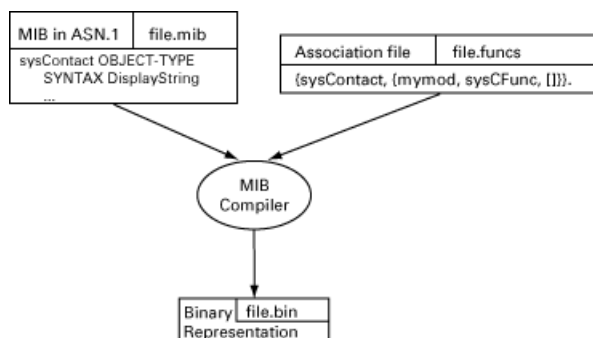 MIB in ASN.1 file.mib
sysContact OBJECT-TYPE
SYNTAX DisplayString
...
Association file file.funcs
{sysContact, {mymod, sysCFunc, []}}.
MIB
Compiler
Binary file.bin
Representation